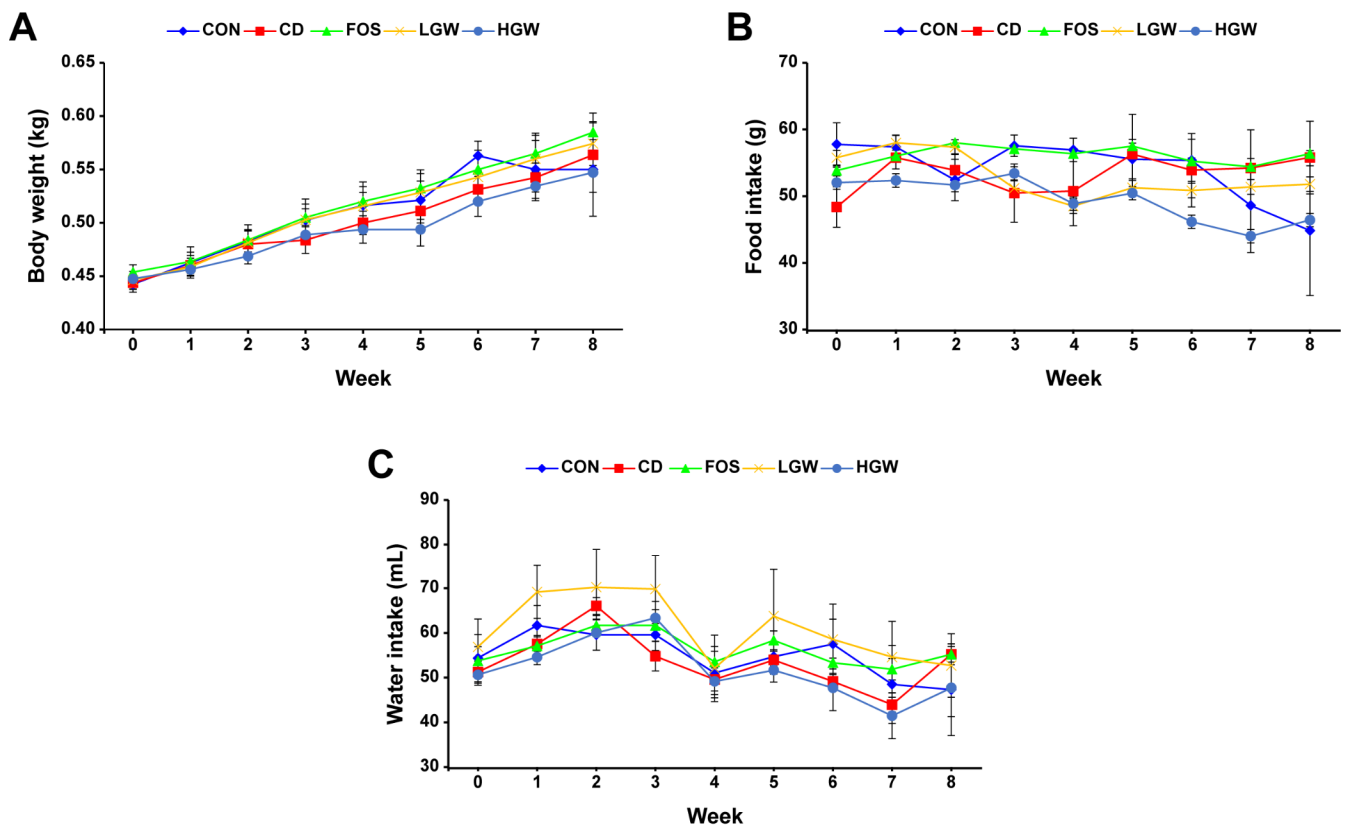 A
CON CD FOS LGW HGW
Body weight (kg)
0.65
0.60
0.55
0.50
0.45
0.40
0 1 2 3 4 5 6 7 8
Week
B
CON CD FOS LGW HGW
Food intake (g)
70
60
50
40
30
0 1 2 3 4 5 6 7 8
Week
C
CON CD FOS LGW HGW
Water intake (mL)
90
80
70
60
50
40
30
0 1 2 3 4 5 6 7 8
Week